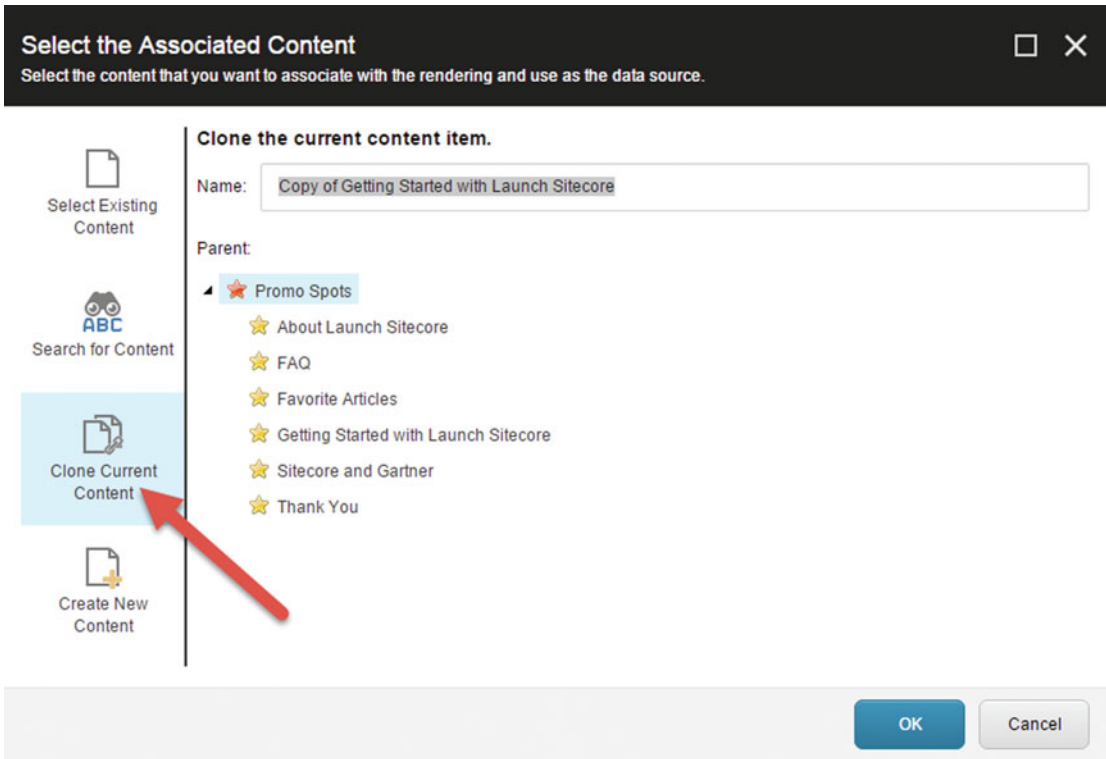 Select the Associated Content
Select the content that you want to associate with the rendering and use as the data source.
Select Existing
Content
ABC
Search for Content
Clone Current
Content
Create New
Content
Clone the current content item.
Name: Copy of Getting Started with Launch Sitecore
Parent:
Promo Spots
About Launch Sitecore
FAQ
Favorite Articles
Getting Started with Launch Sitecore
Sitecore and Gartner
Thank You
OK
Cancel